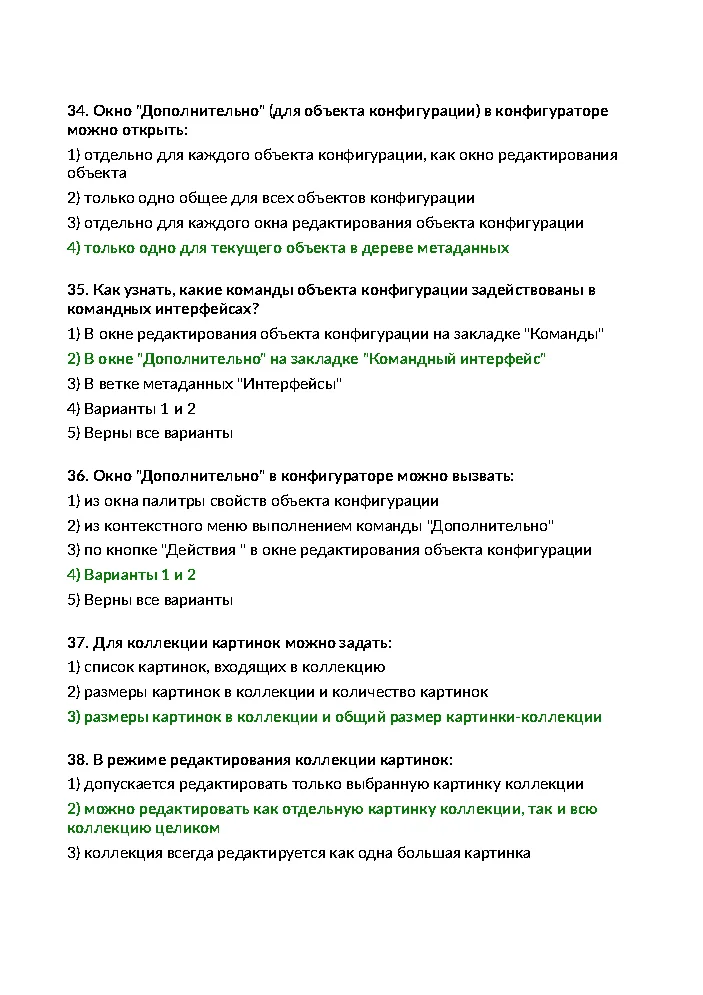 34. Окно "Дополнительно" (для объекта конфигурации) в конфигураторе
можно открыть:
1) отдельно для каждого объекта конфигурации, как окно редактирования
объекта
2) только одно общее для всех объектов конфигурации
3) отдельно для каждого окна редактирования объекта конфигурации
4) только одно для текущего объекта в дереве метаданных
35. Как узнать, какие команды объекта конфигурации задействованы в
командных интерфейсах?
1) В окне редактирования объекта конфигурации на закладке "Команды"
2) В окне "Дополнительно" на закладке "Командный интерфейс"
3) В ветке метаданных "Интерфейсы"
4) Варианты 1 и 2
5) Верны все варианты
36. Окно "Дополнительно" в конфигураторе можно вызвать:
1) из окна палитры свойств объекта конфигурации
2) из контекстного меню выполнением команды "Дополнительно"
3) по кнопке "Действия " в окне редактирования объекта конфигурации
4) Варианты 1 и 2
5) Верны все варианты
37. Для коллекции картинок можно задать:
1) список картинок, входящих в коллекцию
2) размеры картинок в коллекции и количество картинок
3) размеры картинок в коллекции и общий размер картинки-коллекции
38. В режиме редактирования коллекции картинок:
1) допускается редактировать только выбранную картинку коллекции
2) можно редактировать как отдельную картинку коллекции, так и всю
коллекцию целиком
3) коллекция всегда редактируется как одна большая картинка